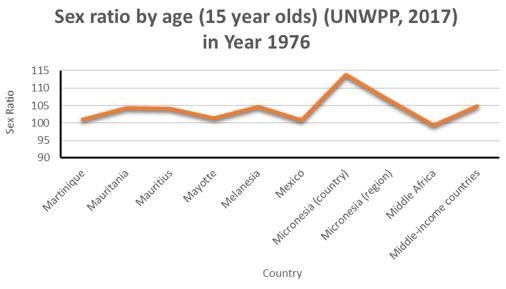 Sex ratio by age (15 year olds) (UNWPP, 2017)
in Year 1976
115
110
105
100
95
90
Sex Ratio
Martinique
Mauritania
Mauritius
Mayotte
Melanesia
Mexico
Micronesia (country)
Micronesia (region)
Middle Africa
Middle-income countries
Country